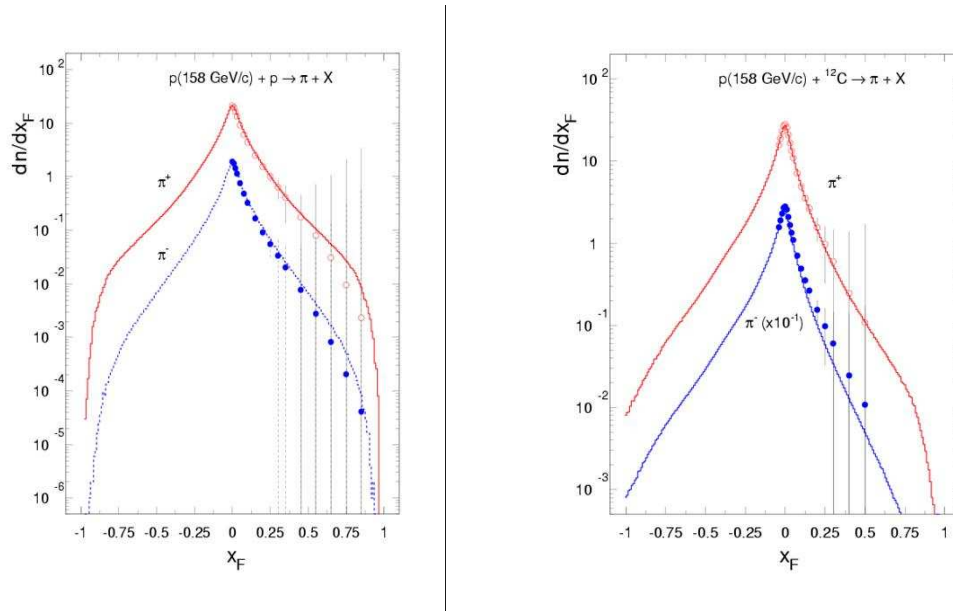 p(158 GeV/c) + p → π + X
dn/dx_F
10^2
10
1
10^-1
10^-2
10^-3
10^-4
10^-5
10^-6
π^+
π^-
-1 -0.75 -0.5 -0.25 0 0.25 0.5 0.75 1
x_F
p(158 GeV/c) + ^12C → π + X
dn/dx_F
10^2
10
1
10^-1
10^-2
10^-3
π^+
π^- (x10^-1)
-1 -0.75 -0.5 -0.25 0 0.25 0.5 0.75 1
x_F